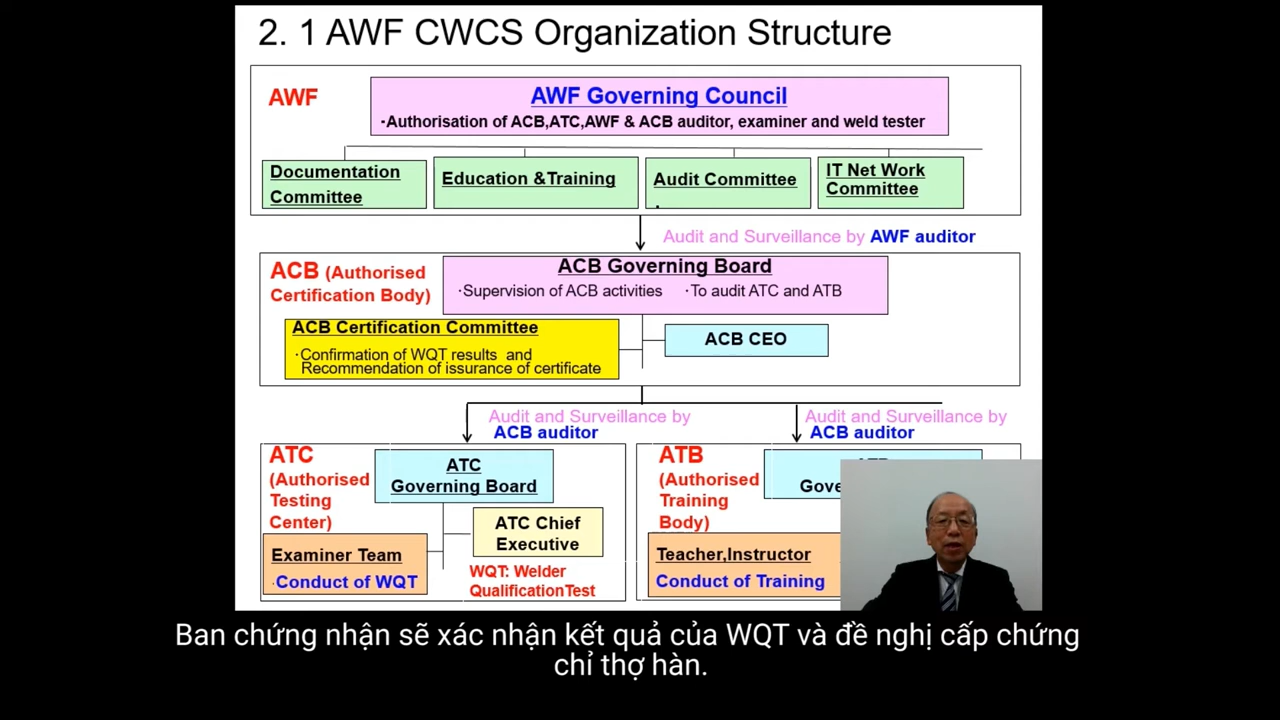 2. 1 AWF CWCS Organization Structure
AWF
AWF Governing Council
·Authorisation of ACB,ATC,AWF & ACB auditor, examiner and weld tester
Documentation
Committee
Education &Training
Audit Committee
.
IT Net Work
Committee
Audit and Surveillance by AWF auditor
ACB (Authorised
Certification Body)
ACB Governing Board
·Supervision of ACB activities ·To audit ATC and ATB
ACB Certification Committee
·Confirmation of WQT results and
Recommendation of issurance of certificate
ACB CEO
Audit and Surveillance by
ACB auditor
Audit and Surveillance by
ACB auditor
ATC
(Authorised
Testing
Center)
ATC
Governing Board
ATC Chief
Executive
Examiner Team
·Conduct of WQT
WQT: Welder
QualificationTest
ATB
(Authorised
Training
Body)
Teacher,Instructor
Conduct of Training
Ban chứng nhận sẽ xác nhận kết quả của WQT và đề nghị cấp chứng
chỉ thợ hàn.